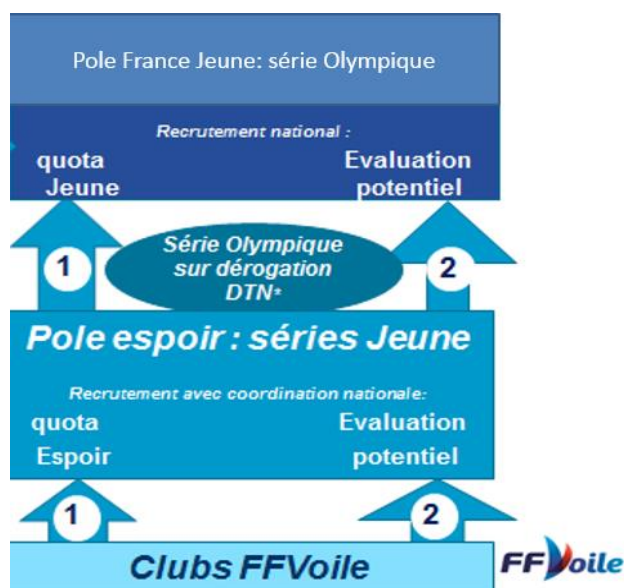 Pole France Jeune: série Olympique
Recrutement national :
quota
Jeune
Evaluation
potentiel
1
Série Olympique
sur dérogation
DTN*
2
Pole espoir : séries Jeune
Recrutement avec coordination nationale:
quota
Espoir
Evaluation
potentiel
1
2
Clubs FFVoile
FFVoile